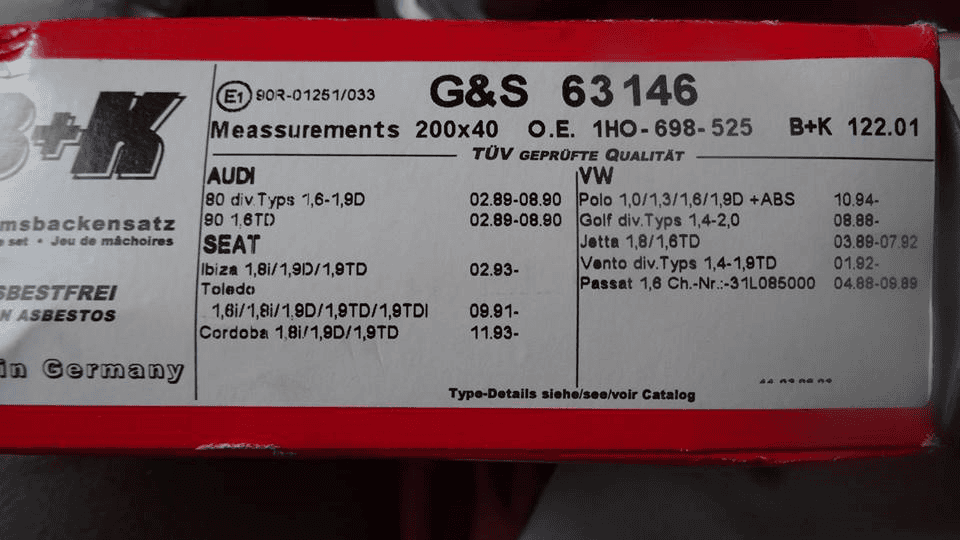 B+K
E1 90R-01251/033 G&S 63146
Meassurements 200x40 O.E. 1HO-698-525 B+K 122.01
TÜV GEPRÜFTE QUALITÄT
AUDI
80 div.Typs 1,6-1,9D 02.89-08.90
90 1,6TD 02.89-08.90
SEAT
Ibiza 1,8i/1,9D/1,9TD 02.93-
Toledo
1,6i/1,8i/1,9D/1,9TD/1,9TDI 09.91-
Cordoba 1,8i/1,9D/1,9TD 11.93-
VW
Polo 1,0/1,3/1,6/1,9D +ABS 10.94-
Golf div.Typs 1,4-2,0 08.88-
Jetta 1,8/1,6TD 03.89-07.92
Vento div.Typs 1,4-1,9TD 01.92-
Passat 1,6 Ch.-Nr.:-31L085000 04.88-09.89
Type-Details siehe/see/voir Catalog
msbackensatz
e set • Jeu de mâchoires
SBESTFREI
N ASBESTOS
in Germany